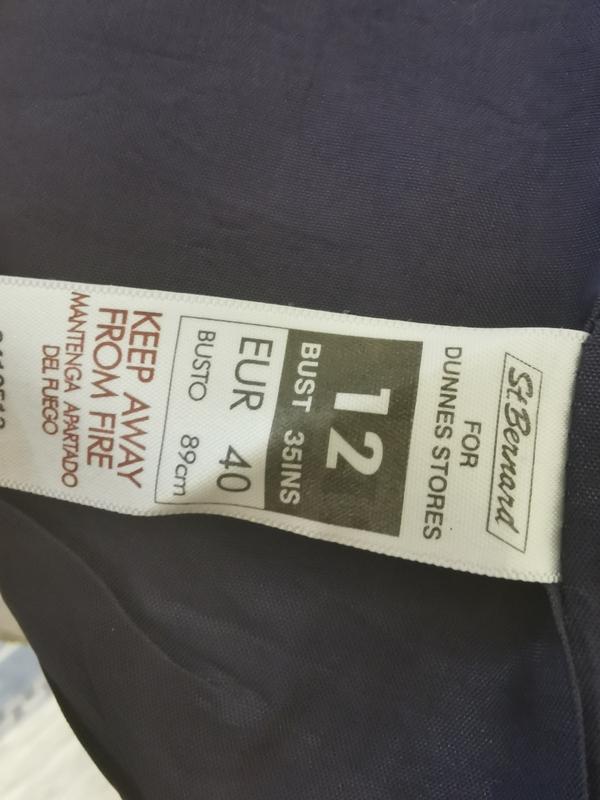 St Bernard
FOR
DUNNES STORES
12
BUST 35INS
EUR 40
BUSTO 89cm
KEEP AWAY
FROM FIRE
MANTENGA APARTADO
DEL FUEGO